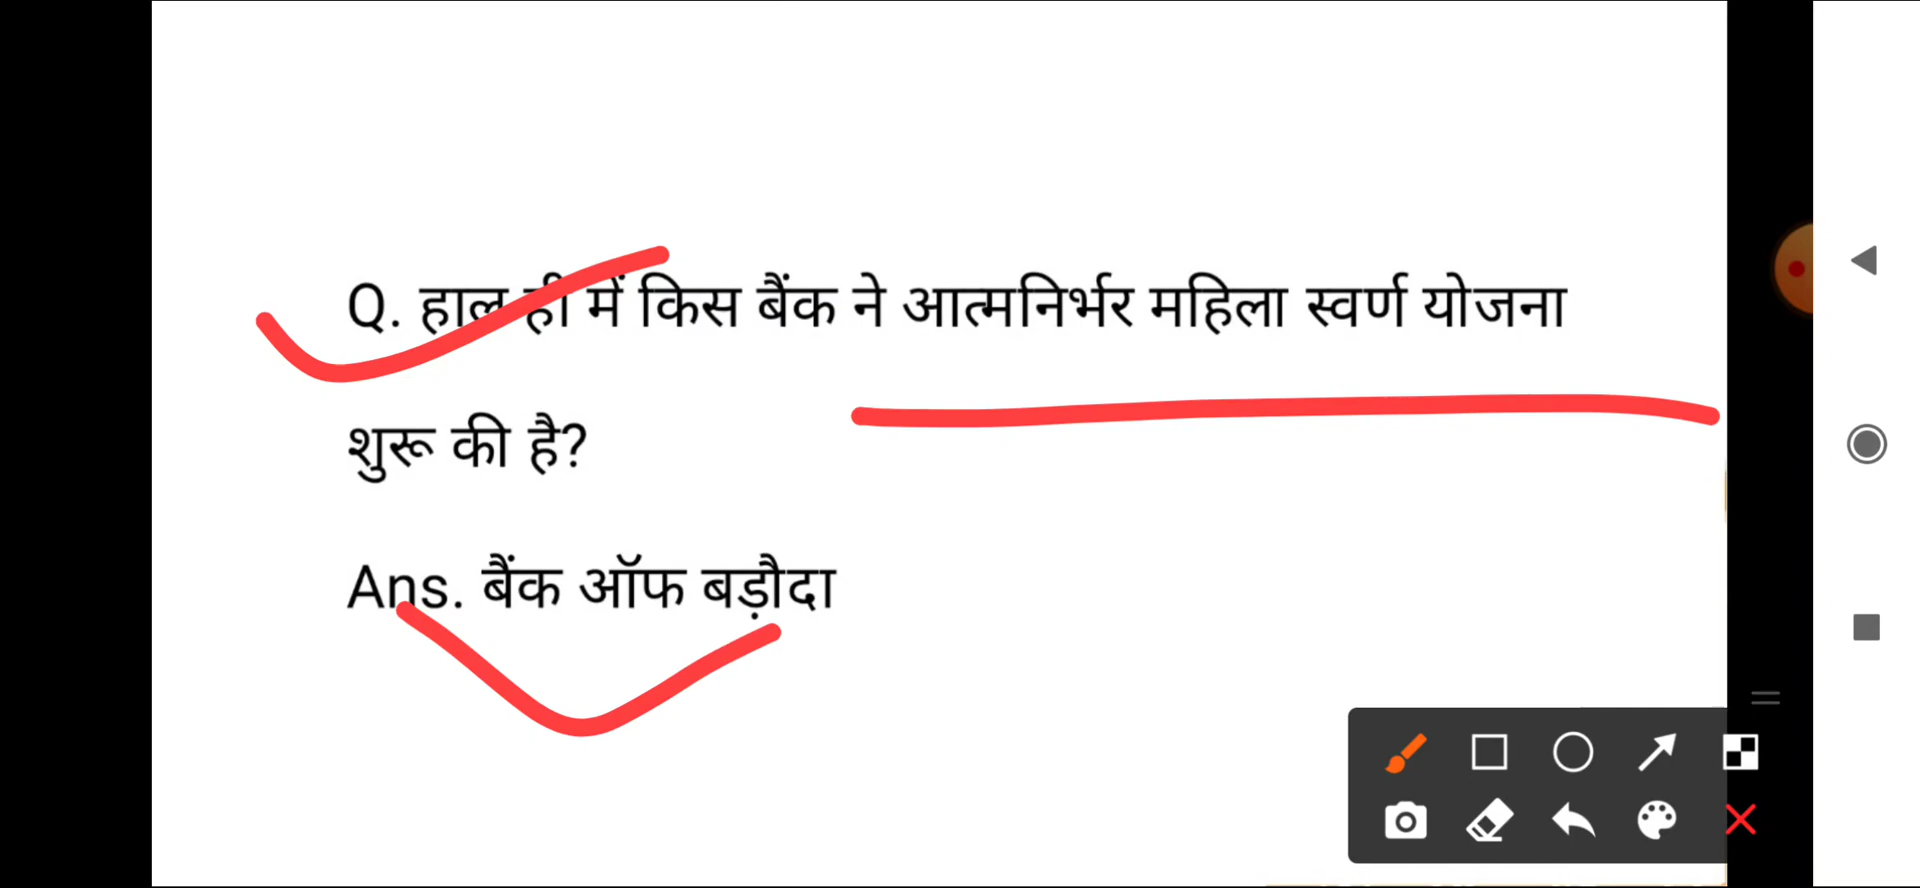 Q. हाल ही में किस बैंक ने आत्मनिर्भर महिला स्वर्ण योजना
शुरू की है?
Ans. बैंक ऑफ बड़ौदा